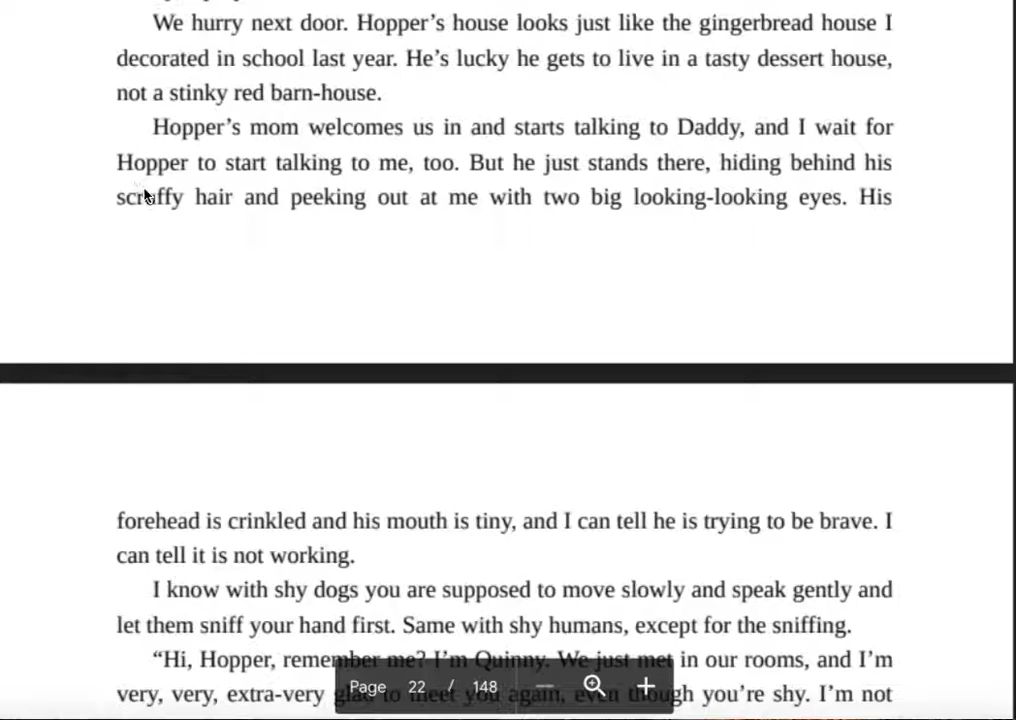 We hurry next door. Hopper’s house looks just like the gingerbread house I
decorated in school last year. He’s lucky he gets to live in a tasty dessert house,
not a stinky red barn-house.
Hopper’s mom welcomes us in and starts talking to Daddy, and I wait for
Hopper to start talking to me, too. But he just stands there, hiding behind his
scruffy hair and peeking out at me with two big looking-looking eyes. His
forehead is crinkled and his mouth is tiny, and I can tell he is trying to be brave. I
can tell it is not working.
I know with shy dogs you are supposed to move slowly and speak gently and
let them sniff your hand first. Same with shy humans, except for the sniffing.
“Hi, Hopper, remember me? I’m Quinny. We just met in our rooms, and I’m
very, very, extra-very glad to meet you again, even though you’re shy. I’m not
Page 22 / 148